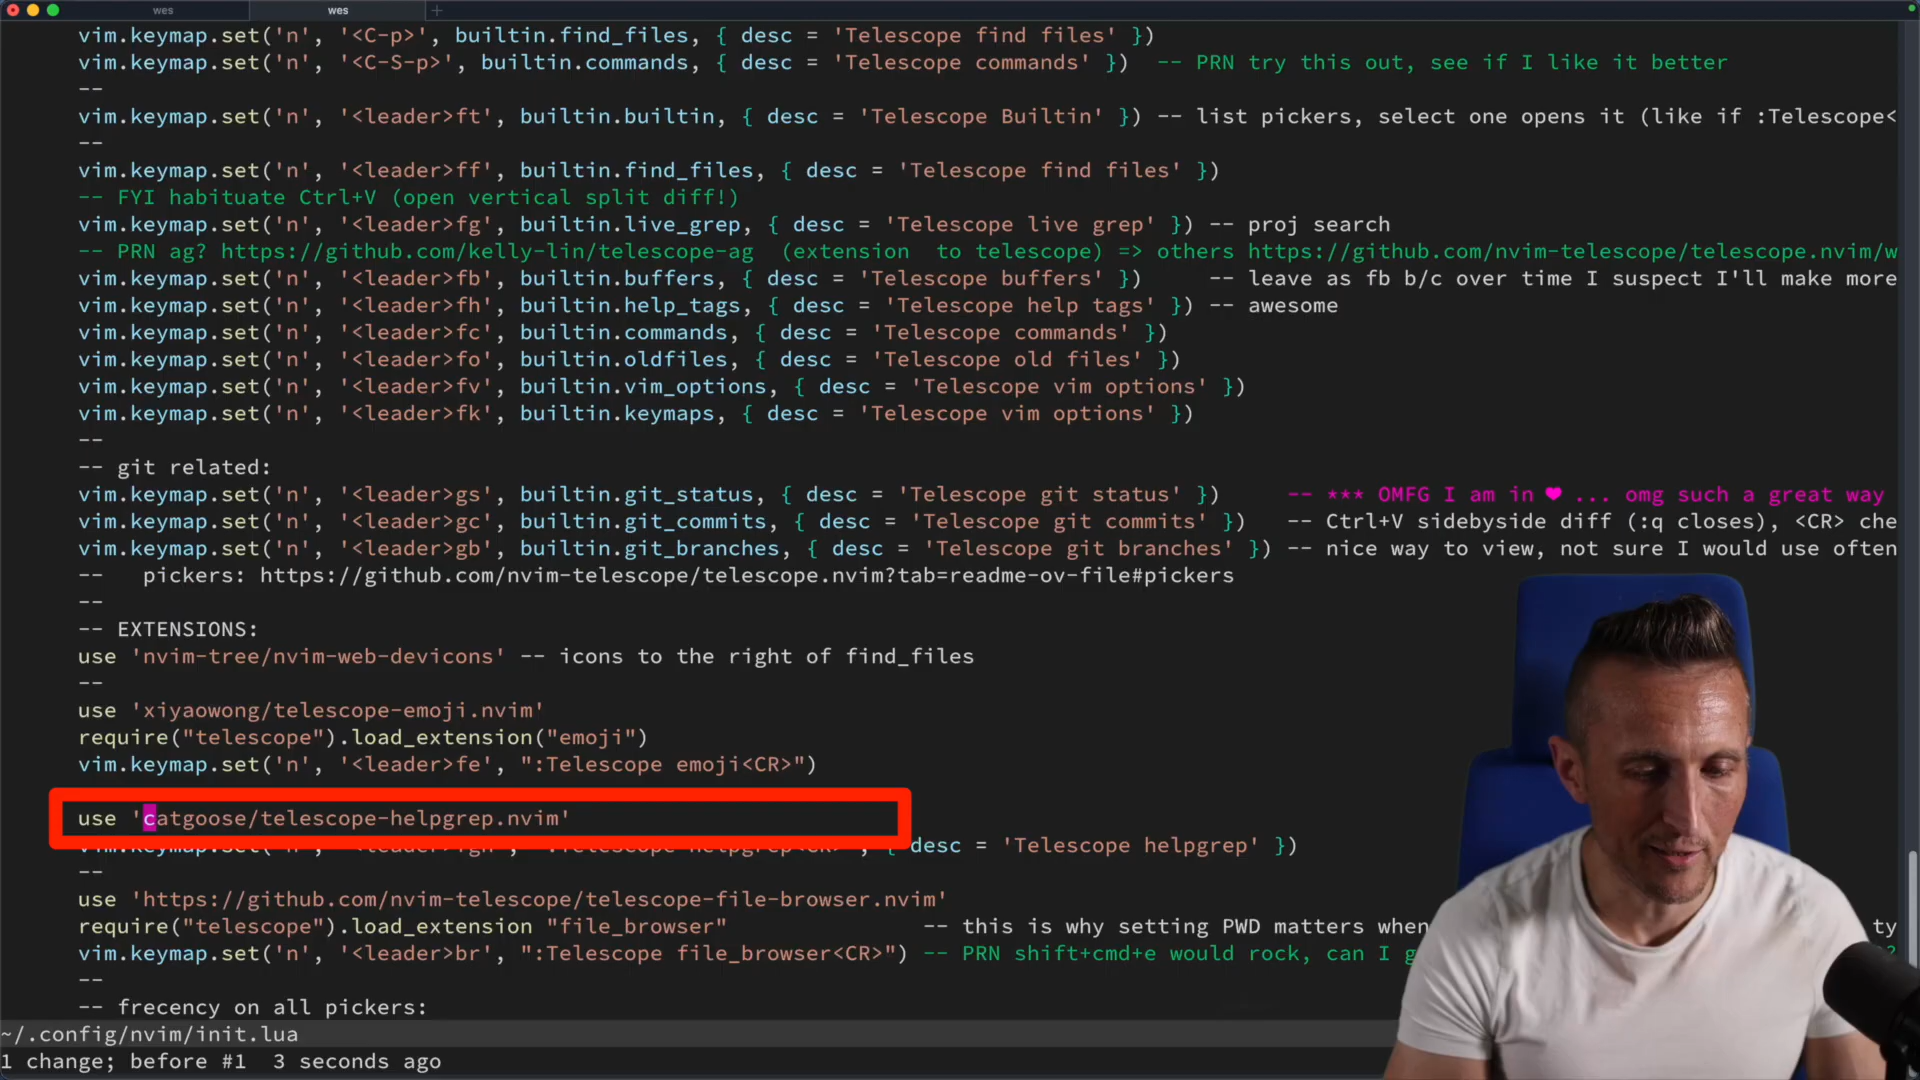 wes
wes
vim.keymap.set('n', '<C-p>', builtin.find_files, { desc = 'Telescope find files' })
vim.keymap.set('n', '<C-S-p>', builtin.commands, { desc = 'Telescope commands' })  -- PRN try this out, see if I like it better
--
vim.keymap.set('n', '<leader>ft', builtin.builtin, { desc = 'Telescope Builtin' }) -- list pickers, select one opens it (like if :Telescope<
--
vim.keymap.set('n', '<leader>ff', builtin.find_files, { desc = 'Telescope find files' })
-- FYI habituate Ctrl+V (open vertical split diff!)
vim.keymap.set('n', '<leader>fg', builtin.live_grep, { desc = 'Telescope live grep' }) -- proj search
-- PRN ag? https://github.com/kelly-lin/telescope-ag  (extension  to telescope) => others https://github.com/nvim-telescope/telescope.nvim/w
vim.keymap.set('n', '<leader>fb', builtin.buffers, { desc = 'Telescope buffers' })     -- leave as fb b/c over time I suspect I'll make more
vim.keymap.set('n', '<leader>fh', builtin.help_tags, { desc = 'Telescope help tags' }) -- awesome
vim.keymap.set('n', '<leader>fc', builtin.commands, { desc = 'Telescope commands' })
vim.keymap.set('n', '<leader>fo', builtin.oldfiles, { desc = 'Telescope old files' })
vim.keymap.set('n', '<leader>fv', builtin.vim_options, { desc = 'Telescope vim options' })
vim.keymap.set('n', '<leader>fk', builtin.keymaps, { desc = 'Telescope vim options' })
--
-- git related:
vim.keymap.set('n', '<leader>gs', builtin.git_status, { desc = 'Telescope git status' })     -- *** OMFG I am in ❤ ... omg such a great way
vim.keymap.set('n', '<leader>gc', builtin.git_commits, { desc = 'Telescope git commits' })   -- Ctrl+V sidebyside diff (:q closes), <CR> che
vim.keymap.set('n', '<leader>gb', builtin.git_branches, { desc = 'Telescope git branches' }) -- nice way to view, not sure I would use often
--   pickers: https://github.com/nvim-telescope/telescope.nvim?tab=readme-ov-file#pickers
--
-- EXTENSIONS:
use 'nvim-tree/nvim-web-devicons' -- icons to the right of find_files
--
use 'xiyaowong/telescope-emoji.nvim'
require("telescope").load_extension("emoji")
vim.keymap.set('n', '<leader>fe', ":Telescope emoji<CR>")
use 'catgoose/telescope-helpgrep.nvim'
desc = 'Telescope helpgrep' })
--
use 'https://github.com/nvim-telescope/telescope-file-browser.nvim'
require("telescope").load_extension "file_browser"               -- this is why setting PWD matters when ty
vim.keymap.set('n', '<leader>br', ":Telescope file_browser<CR>") -- PRN shift+cmd+e would rock, can I g
--
-- frecency on all pickers:
~/.config/nvim/init.lua
1 change; before #1  3 seconds ago